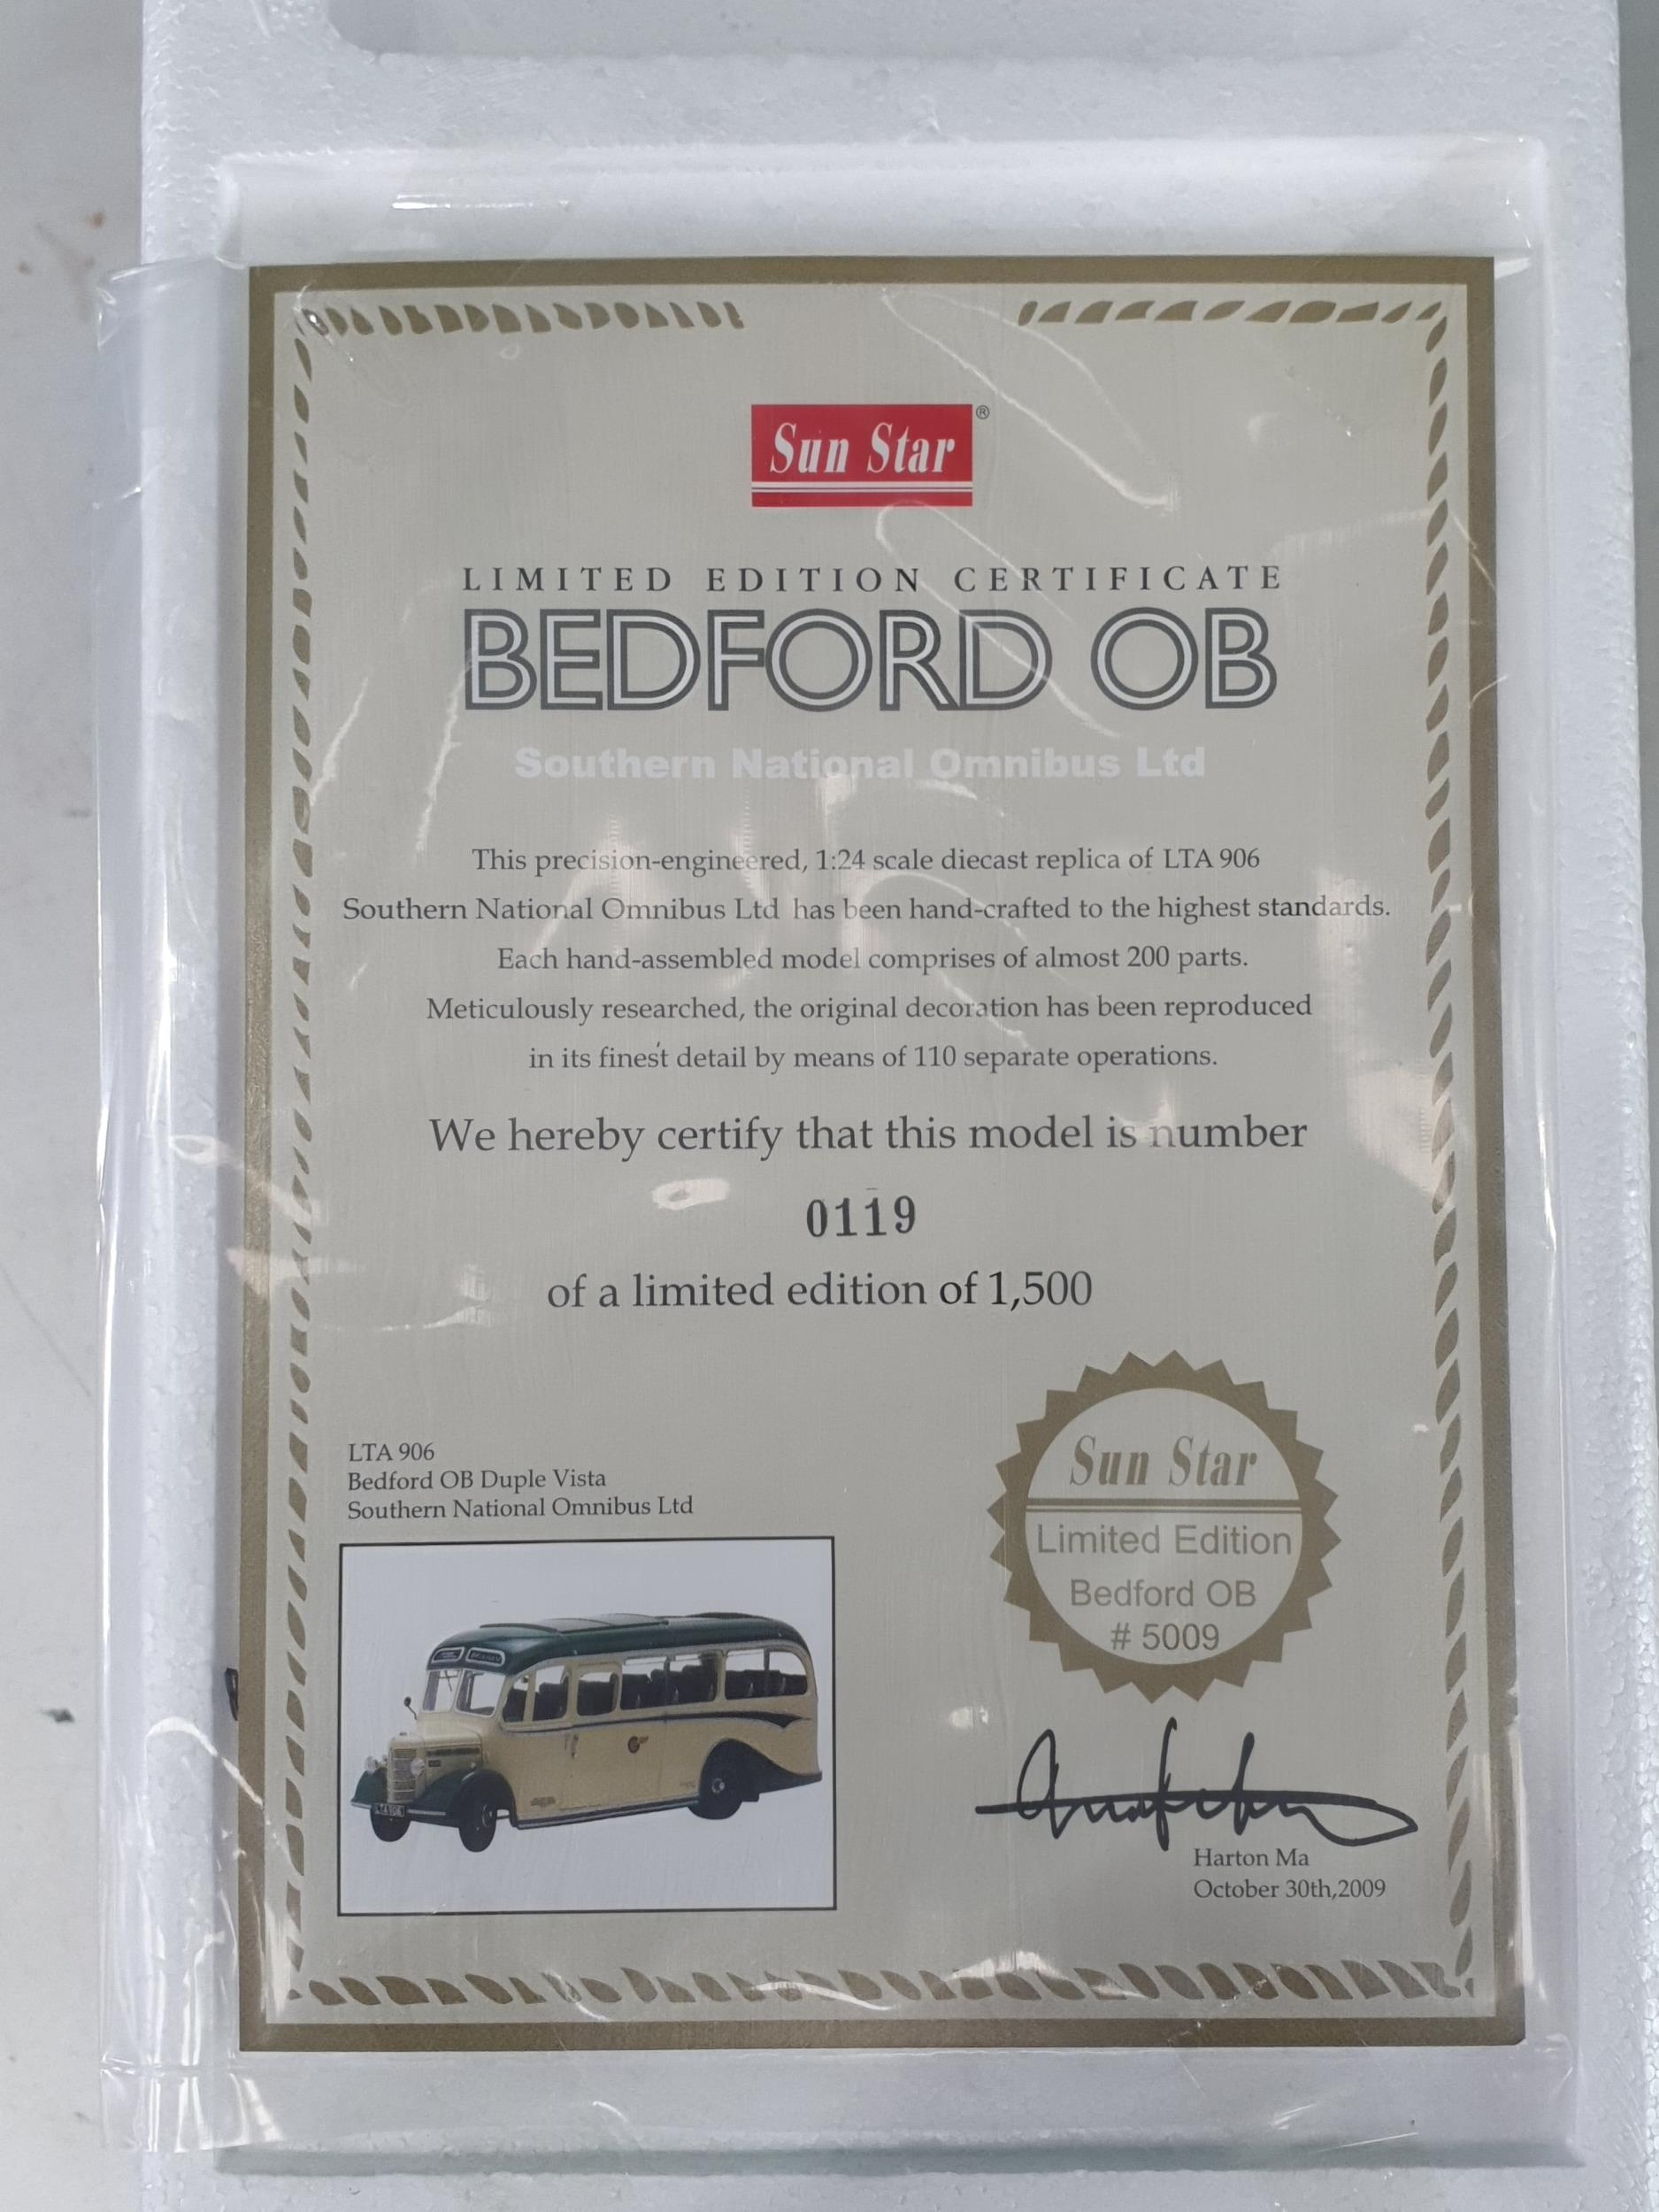 Sun Star ®
LIMITED EDITION CERTIFICATE
BEDFORD OB
Southern National Omnibus Ltd
This precision-engineered, 1:24 scale diecast replica of LTA 906
Southern National Omnibus Ltd has been hand-crafted to the highest standards.
Each hand-assembled model comprises of almost 200 parts.
Meticulously researched, the original decoration has been reproduced
in its finest detail by means of 110 separate operations.
We hereby certify that this model is number
0119
of a limited edition of 1,500
LTA 906
Bedford OB Duple Vista
Southern National Omnibus Ltd
LTA 906
Sun Star
Limited Edition
Bedford OB
# 5009
Harton Ma
October 30th,2009